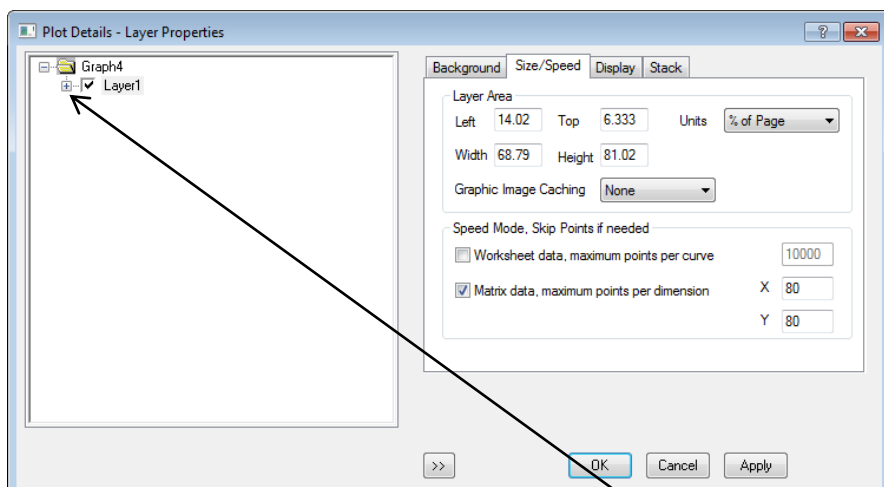 Plot Details - Layer Properties
Graph4
Layer1
Background Size/Speed Display Stack
Layer Area
Left 14.02 Top 6.333 Units % of Page
Width 68.79 Height 81.02
Graphic Image Caching None
Speed Mode, Skip Points if needed
Worksheet data, maximum points per curve 10000
Matrix data, maximum points per dimension X 80
Y 80
>> OK Cancel Apply